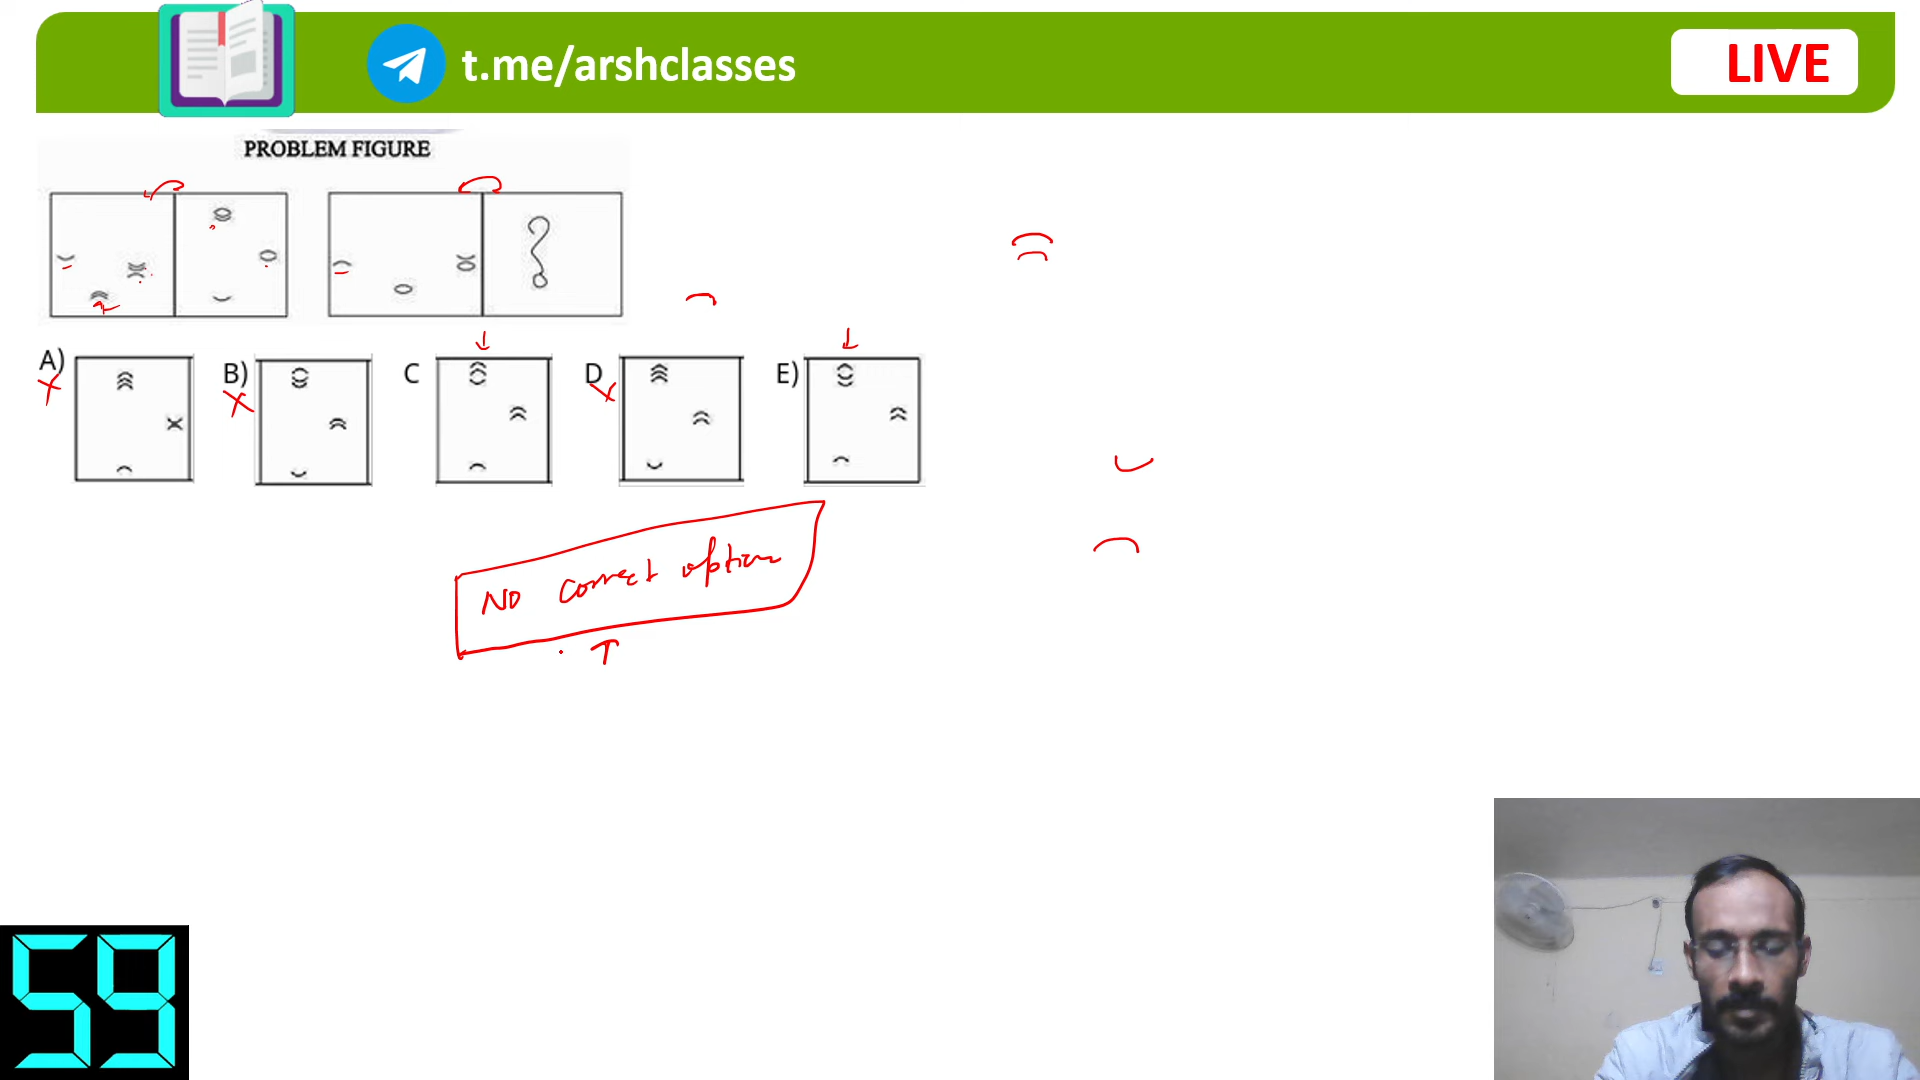 t.me/arshclasses
LIVE
PROBLEM FIGURE
?
A) B) C D E)
No correct option
59